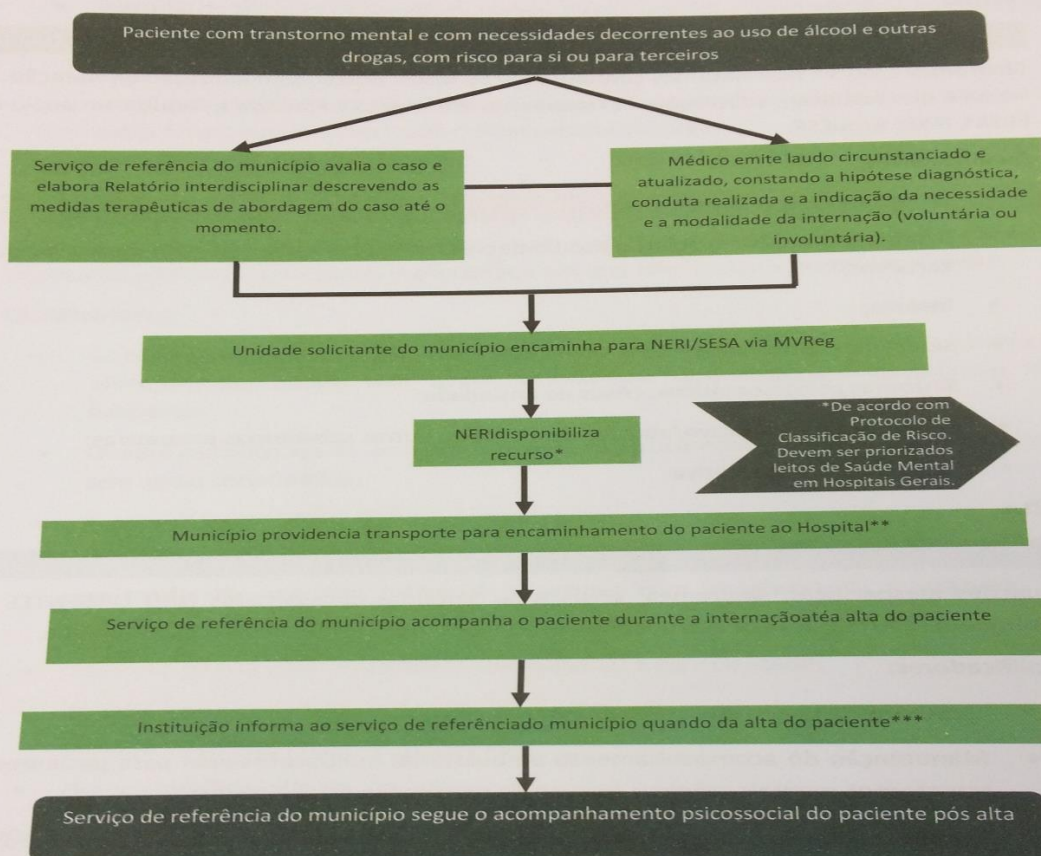 Paciente com transtorno mental e com necessidades decorrentes ao uso de álcool e outras
drogas, com risco para si ou para terceiros
Serviço de referência do município avalia o caso e
elabora Relatório interdisciplinar descrevendo as
medidas terapêuticas de abordagem do caso até o
momento.
Médico emite laudo circunstanciado e
atualizado, constando a hipótese diagnóstica,
conduta realizada e a indicação da necessidade
e a modalidade da internação (voluntária ou
involuntária).
Unidade solicitante do município encaminha para NERI/SESA via MVReg
NERIdisponibiliza
recurso*
*De acordo com
Protocolo de
Classificação de Risco.
Devem ser priorizados
leitos de Saúde Mental
em Hospitais Gerais.
Município providencia transporte para encaminhamento do paciente ao Hospital**
Serviço de referência do município acompanha o paciente durante a internaçãoatéa alta do paciente
Instituição informa ao serviço de referênciado município quando da alta do paciente***
Serviço de referência do município segue o acompanhamento psicossocial do paciente pós alta